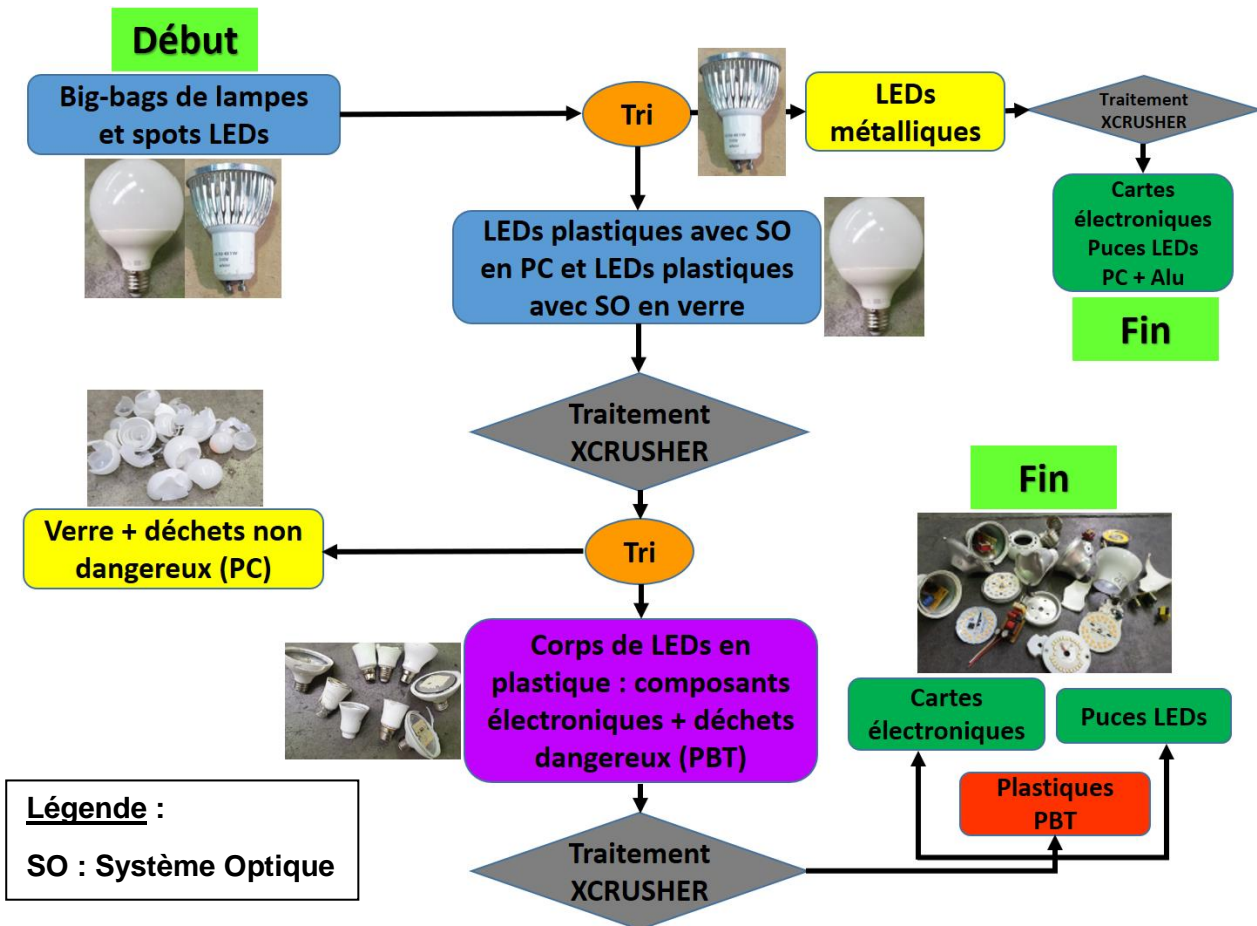 Début
Big-bags de lampes
et spots LEDs
Tri
LEDs
métalliques
Traitement
XCRUSHER
Cartes
électroniques
Puces LEDs
PC + Alu
Fin
LEDs plastiques avec SO
en PC et LEDs plastiques
avec SO en verre
Traitement
XCRUSHER
Tri
Verre + déchets non
dangereux (PC)
Corps de LEDs en
plastique : composants
électroniques + déchets
dangereux (PBT)
Traitement
XCRUSHER
Fin
Cartes
électroniques
Puces LEDs
Plastiques
PBT
Légende :
SO : Système Optique